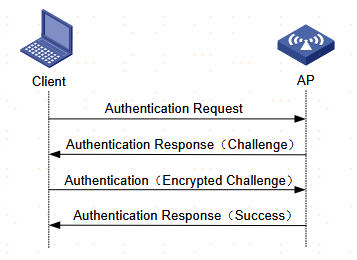 Client
AP
Authentication Request
Authentication Response（Challenge）
Authentication（Encrypted Challenge）
Authentication Response（Success）